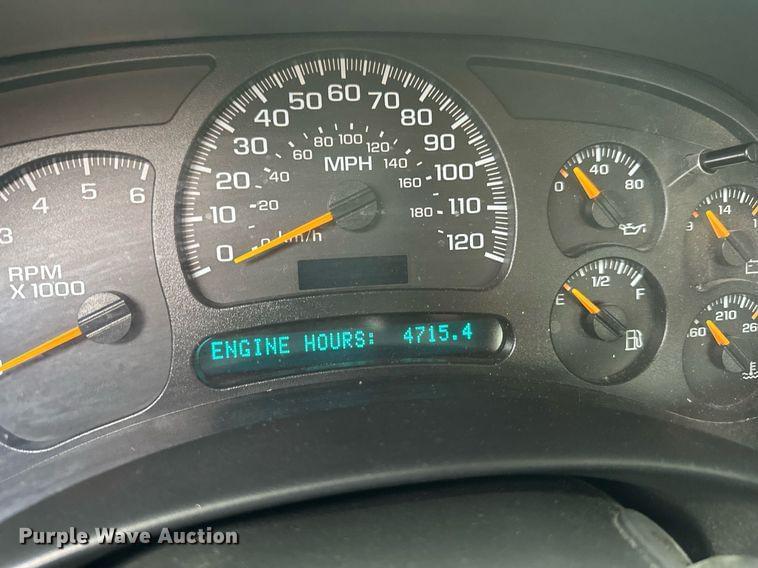 3 4 5 6
RPM
X 1000
0 10 20 30 40 50 60 70 80 90 100 110 120
MPH
0 20 40 60 80 100 120 140 160 180
km/h
ENGINE HOURS: 4715.4
0 40 80
E 1/2 F
14
210
Purple Wave Auction